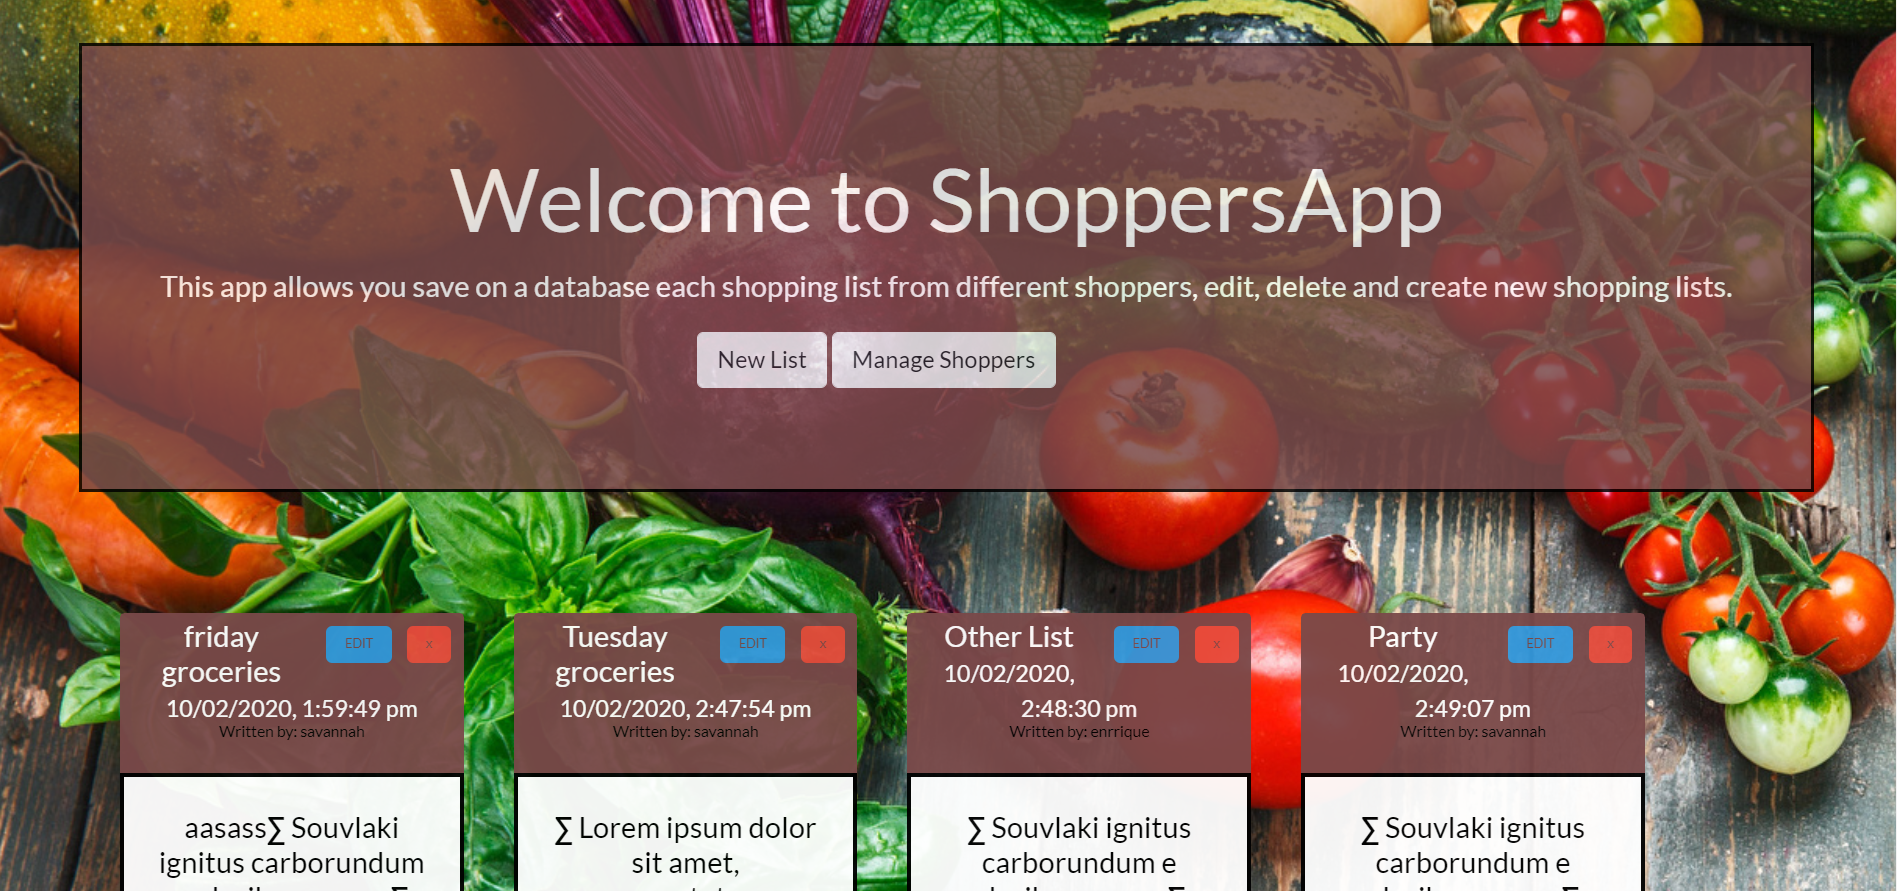 Welcome to ShoppersApp
This app allows you save on a database each shopping list from different shoppers, edit, delete and create new shopping lists.
New List
Manage Shoppers
friday
groceries
EDIT
x
10/02/2020, 1:59:49 pm
Written by: savannah
aasass∑ Souvlaki
ignitus carborundum
Tuesday
groceries
EDIT
x
10/02/2020, 2:47:54 pm
Written by: savannah
∑ Lorem ipsum dolor
sit amet,
Other List
EDIT
x
10/02/2020,
2:48:30 pm
Written by: enrrique
∑ Souvlaki ignitus
carborundum e
Party
EDIT
x
10/02/2020,
2:49:07 pm
Written by: savannah
∑ Souvlaki ignitus
carborundum e